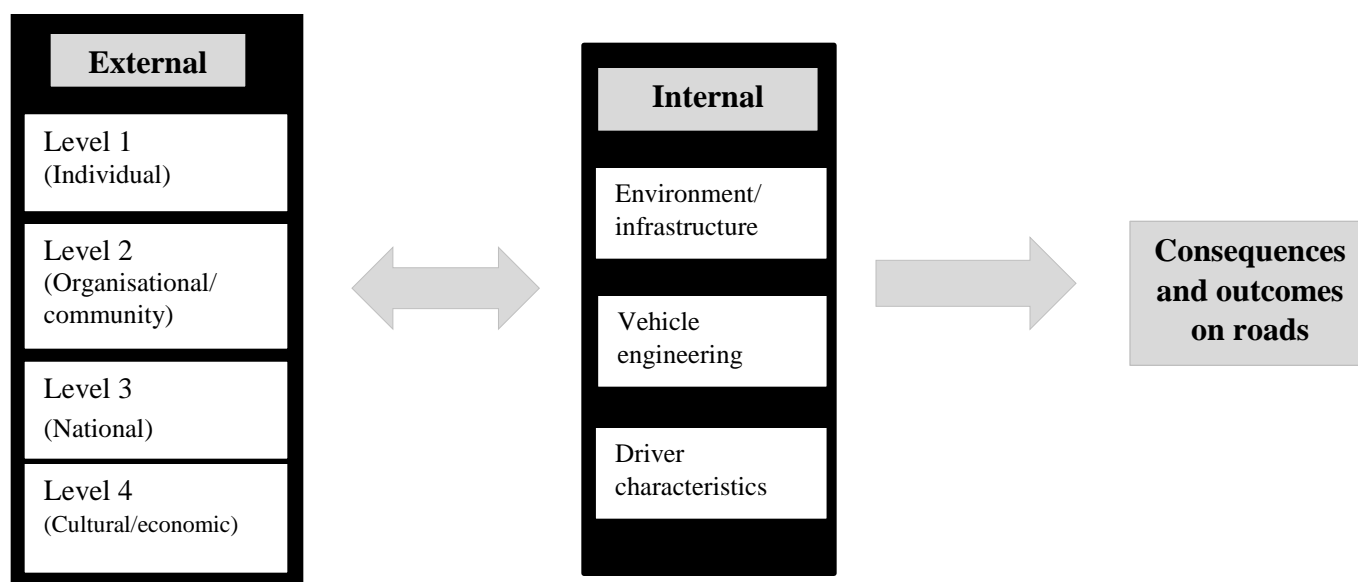 External
Level 1
(Individual)
Level 2
(Organisational/
community)
Level 3
(National)
Level 4
(Cultural/economic)
Internal
Environment/
infrastructure
Vehicle
engineering
Driver
characteristics
Consequences
and outcomes
on roads